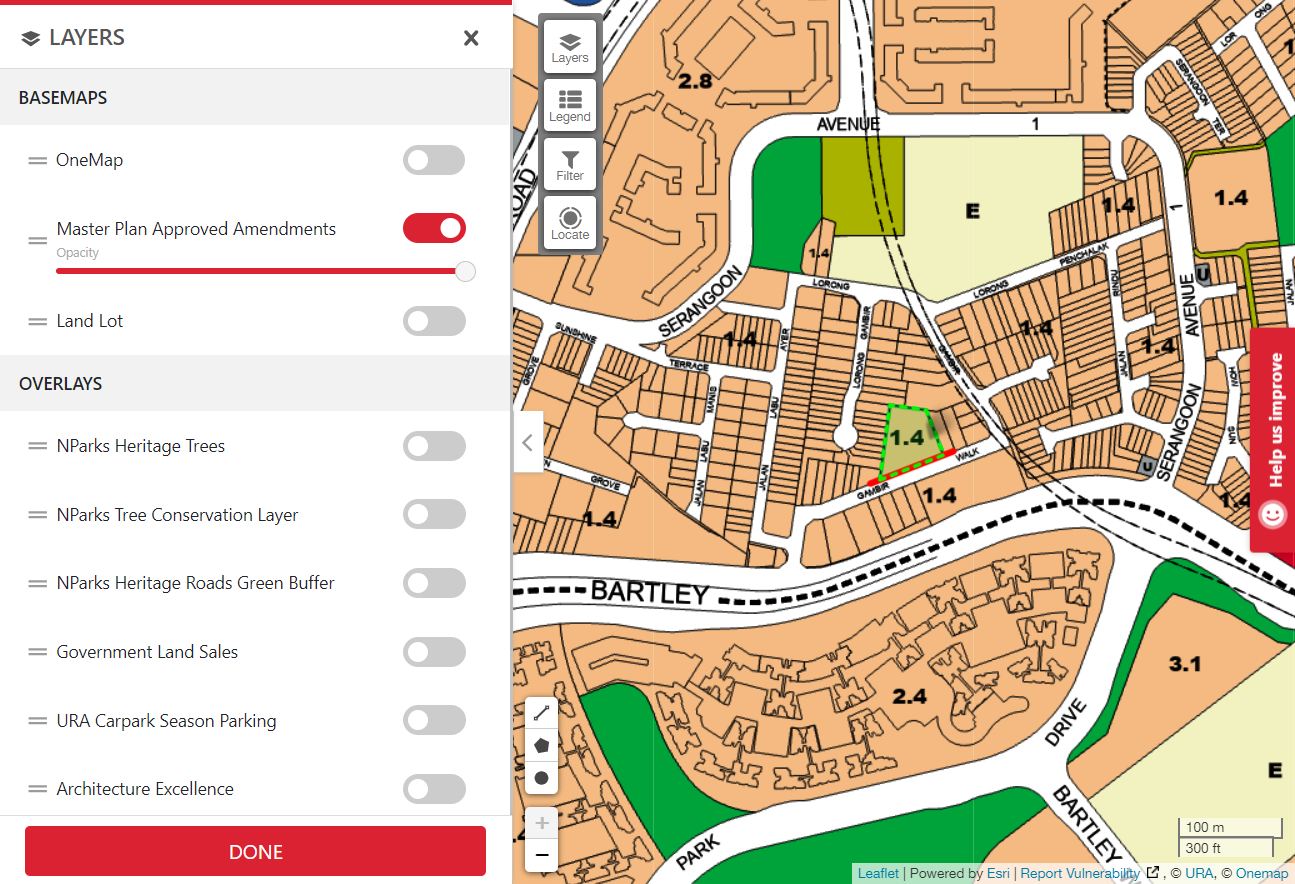 LAYERS
BASEMAPS
OneMap
Master Plan Approved Amendments
Opacity
Land Lot
OVERLAYS
NParks Heritage Trees
NParks Tree Conservation Layer
NParks Heritage Roads Green Buffer
Government Land Sales
URA Carpark Season Parking
Architecture Excellence
DONE
Layers
Legend
Filter
Locate
2.8
AVENUE
1
LOR
ONG
SERANGOON
TER
1
ROAD
E
1.4
1
1.4
1.4
PENCHALAK
LORONG
RINDU
U
AVENUE
JALAN
LORONG
SERANGOON
GAMBIR
SUNSHINE
1.4
AYER
TERRACE
GROVE
LORONG
GAMBIR
1.4
1.4
JALAN
MANIS
LABU
LABU
JALAN
JALAN
1.4
WALK
GAMBIR
1.4
SERANGOON
U
SUN
1.4
GROVE
1.4
BARTLEY
3.1
2.4
DRIVE
E
BARTLEY
PARK
Help us improve
100 m
300 ft
Leaflet | Powered by Esri | Report Vulnerability , © URA, © Onemap